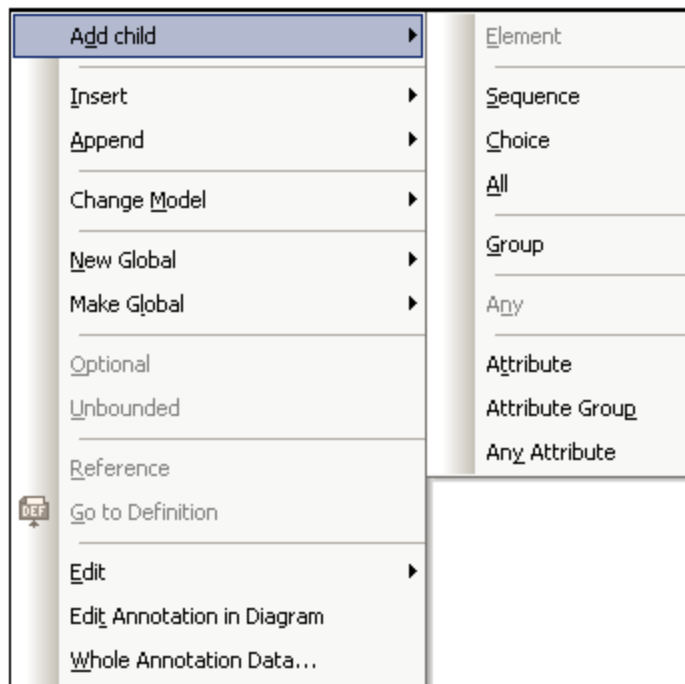 Add child
Insert
Append
Change Model
New Global
Make Global
Optional
Unbounded
Reference
DEF Go to Definition
Edit
Edit Annotation in Diagram
Whole Annotation Data...
Element
Sequence
Choice
All
Group
Any
Attribute
Attribute Group
Any Attribute